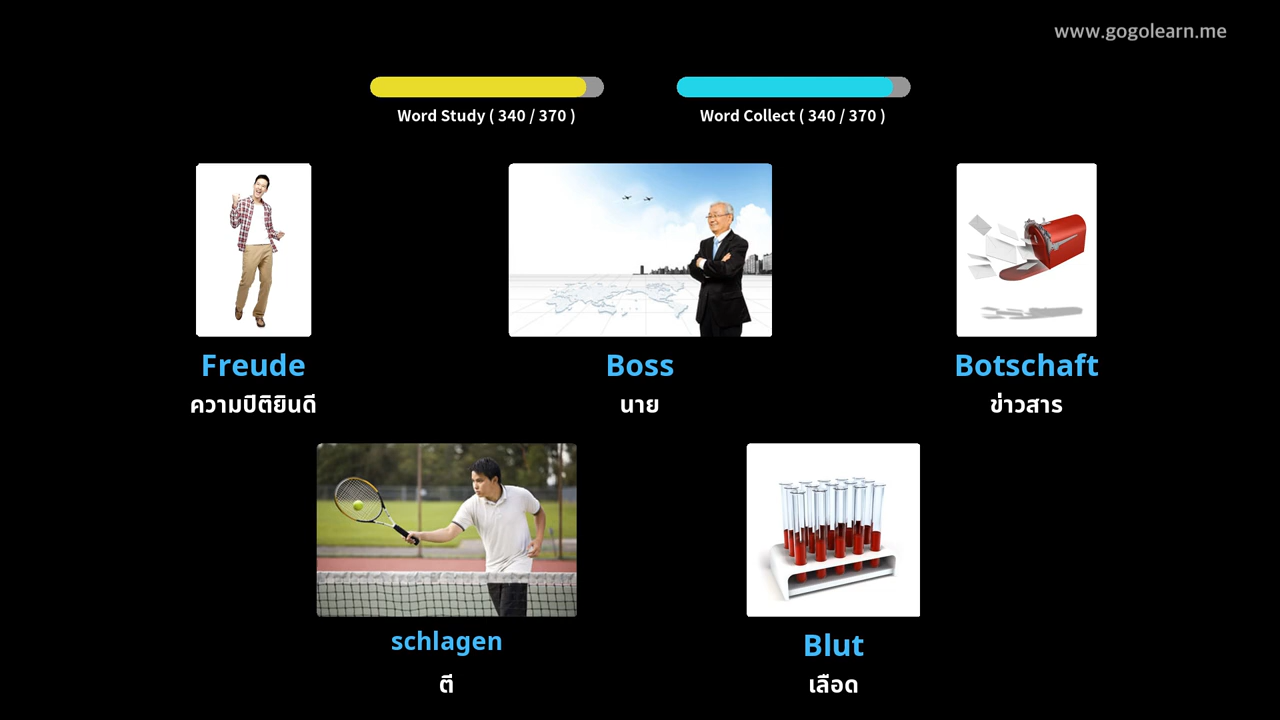 www.gogolearn.me
Word Study ( 340 / 370 )
Word Collect ( 340 / 370 )
Freude
ความปิติยินดี
Boss
นาย
Botschaft
ข่าวสาร
schlagen
ตี
Blut
เลือด